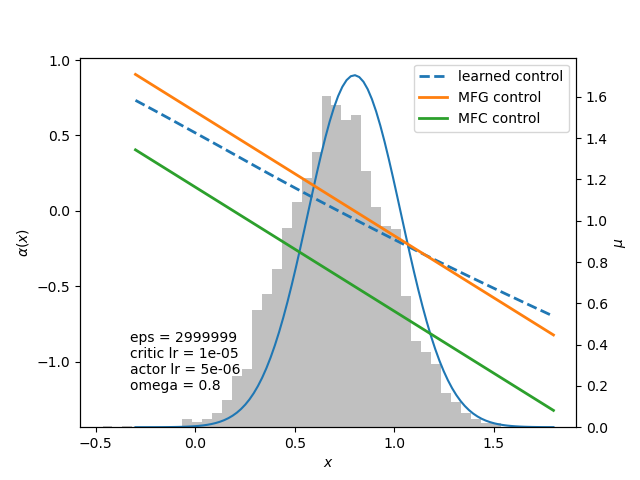 learned control
MFG control
MFC control
1.0
0.5
0.0
−0.5
−1.0
α(x)
1.6
1.4
1.2
1.0
0.8
0.6
0.4
0.2
0.0
μ
eps = 2999999
critic lr = 1e-05
actor lr = 5e-06
omega = 0.8
−0.5 0.0 0.5 1.0 1.5
x